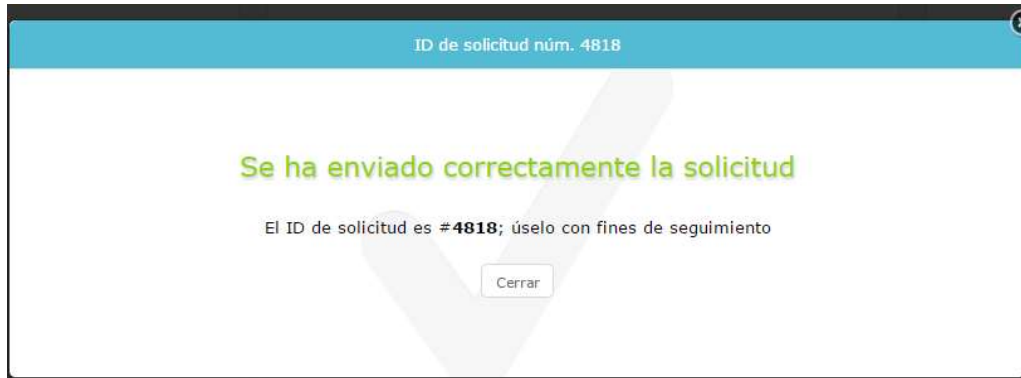 ID de solicitud núm. 4818
Se ha enviado correctamente la solicitud
El ID de solicitud es #4818; úselo con fines de seguimiento
Cerrar